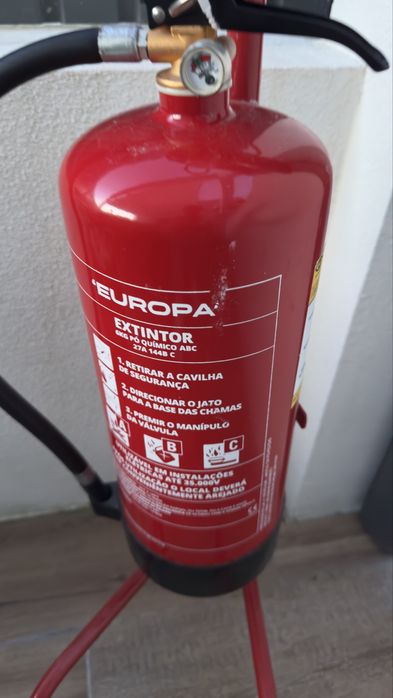 EUROPA
EXTINTOR
6KG PÓ QUÍMICO ABC
27A 144B C
1. RETIRAR A CAVILHA
DE SEGURANÇA
2. DIRECIONAR O JATO
PARA A BASE DAS CHAMAS
3. PREMIR O MANÍPULO
DA VÁLVULA
A
B
C
EM INSTALAÇÕES
ATÉ 35.000V
O LOCAL DEVERÁ
AREJADO